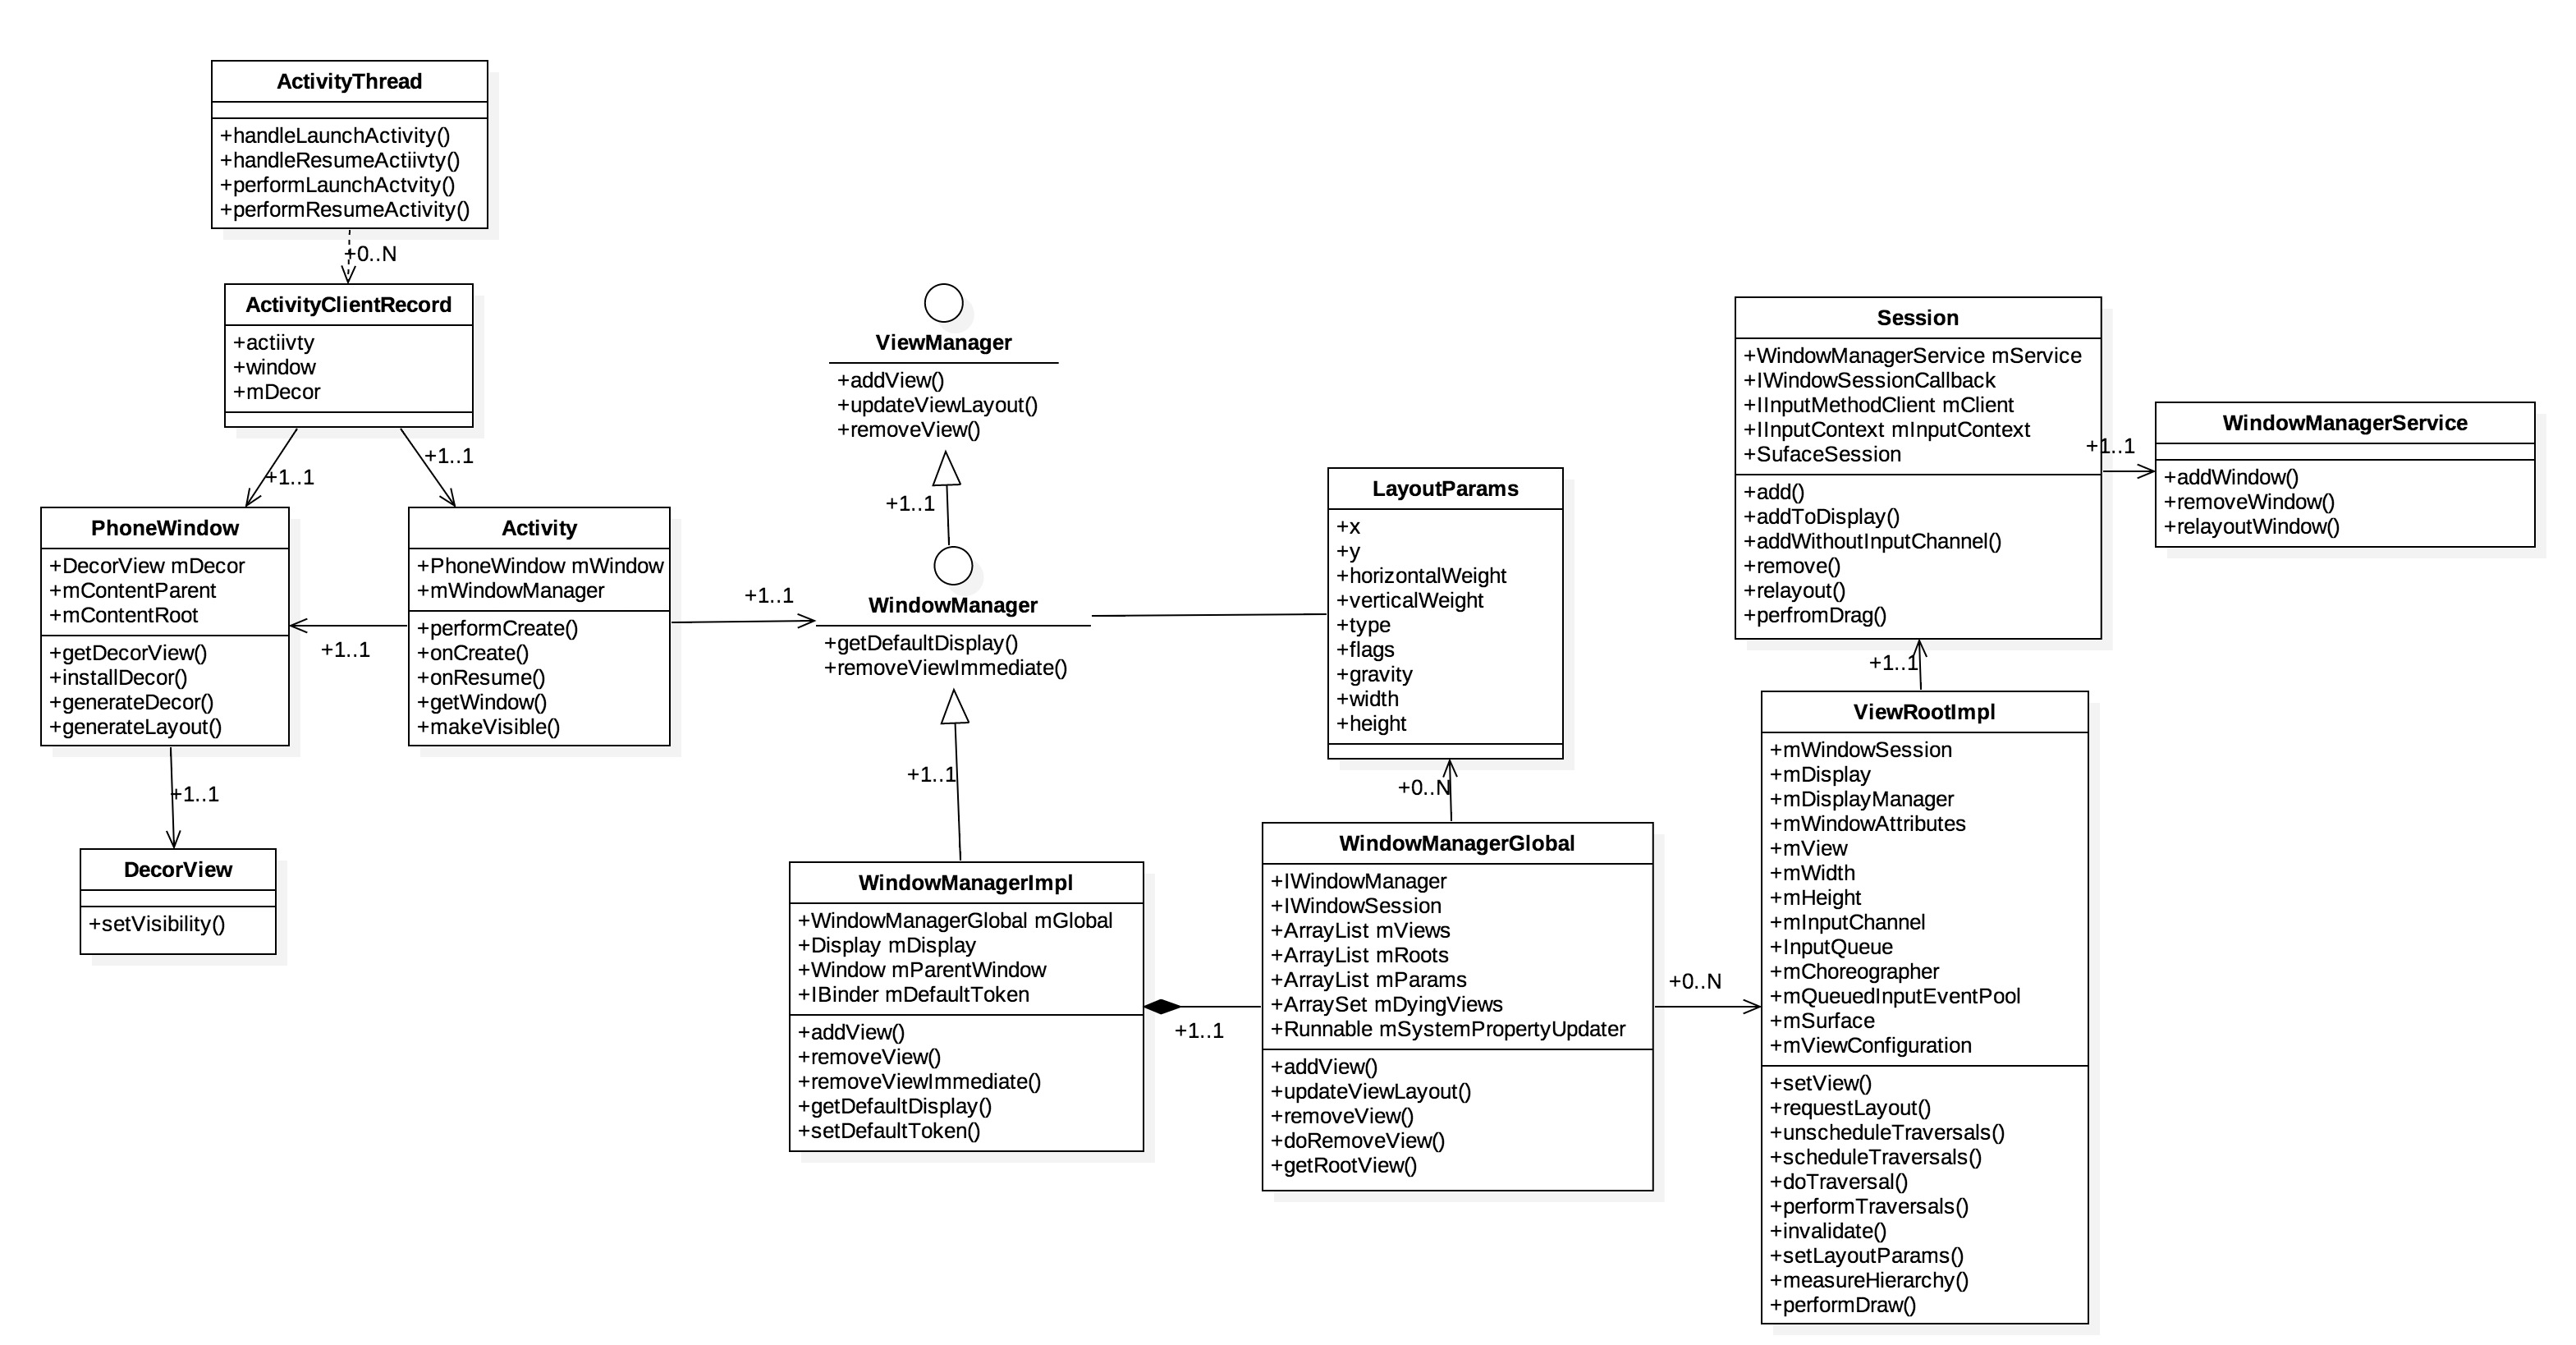 ActivityThread
+handleLaunchActivity()
+handleResumeActiivty()
+performLaunchActvity()
+performResumeActivity()
+0..N
ActivityClientRecord
+actiivty
+window
+mDecor
+1..1
+1..1
PhoneWindow
+DecorView mDecor
+mContentParent
+mContentRoot
+getDecorView()
+installDecor()
+generateDecor()
+generateLayout()
+1..1
Activity
+PhoneWindow mWindow
+mWindowManager
+performCreate()
+onCreate()
+onResume()
+getWindow()
+makeVisible()
+1..1
DecorView
+setVisibility()
+1..1
ViewManager
+addView()
+updateViewLayout()
+removeView()
+1..1
WindowManager
+getDefaultDisplay()
+removeViewImmediate()
+1..1
WindowManagerImpl
+WindowManagerGlobal mGlobal
+Display mDisplay
+Window mParentWindow
+IBinder mDefaultToken
+addView()
+removeView()
+removeViewImmediate()
+getDefaultDisplay()
+setDefaultToken()
+1..1
LayoutParams
+x
+y
+horizontalWeight
+verticalWeight
+type
+flags
+gravity
+width
+height
+0..N
WindowManagerGlobal
+IWindowManager
+IWindowSession
+ArrayList mViews
+ArrayList mRoots
+ArrayList mParams
+ArraySet mDyingViews
+Runnable mSystemPropertyUpdater
+addView()
+updateViewLayout()
+removeView()
+doRemoveView()
+getRootView()
+0..N
Session
+WindowManagerService mService
+IWindowSessionCallback
+IInputMethodClient mClient
+IInputContext mInputContext
+SufaceSession
+add()
+addToDisplay()
+addWithoutInputChannel()
+remove()
+relayout()
+perfromDrag()
+1..1
WindowManagerService
+addWindow()
+removeWindow()
+relayoutWindow()
+1..1
ViewRootImpl
+mWindowSession
+mDisplay
+mDisplayManager
+mWindowAttributes
+mView
+mWidth
+mHeight
+mInputChannel
+InputQueue
+mChoreographer
+mQueuedInputEventPool
+mSurface
+mViewConfiguration
+setView()
+requestLayout()
+unscheduleTraversals()
+scheduleTraversals()
+doTraversal()
+performTraversals()
+invalidate()
+setLayoutParams()
+measureHierarchy()
+performDraw()